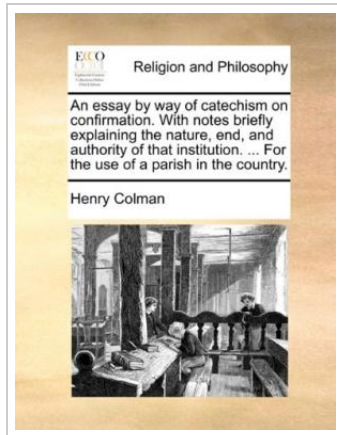 ECCO
Religion and Philosophy
An essay by way of catechism on
confirmation. With notes briefly
explaining the nature, end, and
authority of that institution. ... For
the use of a parish in the country.
Henry Colman